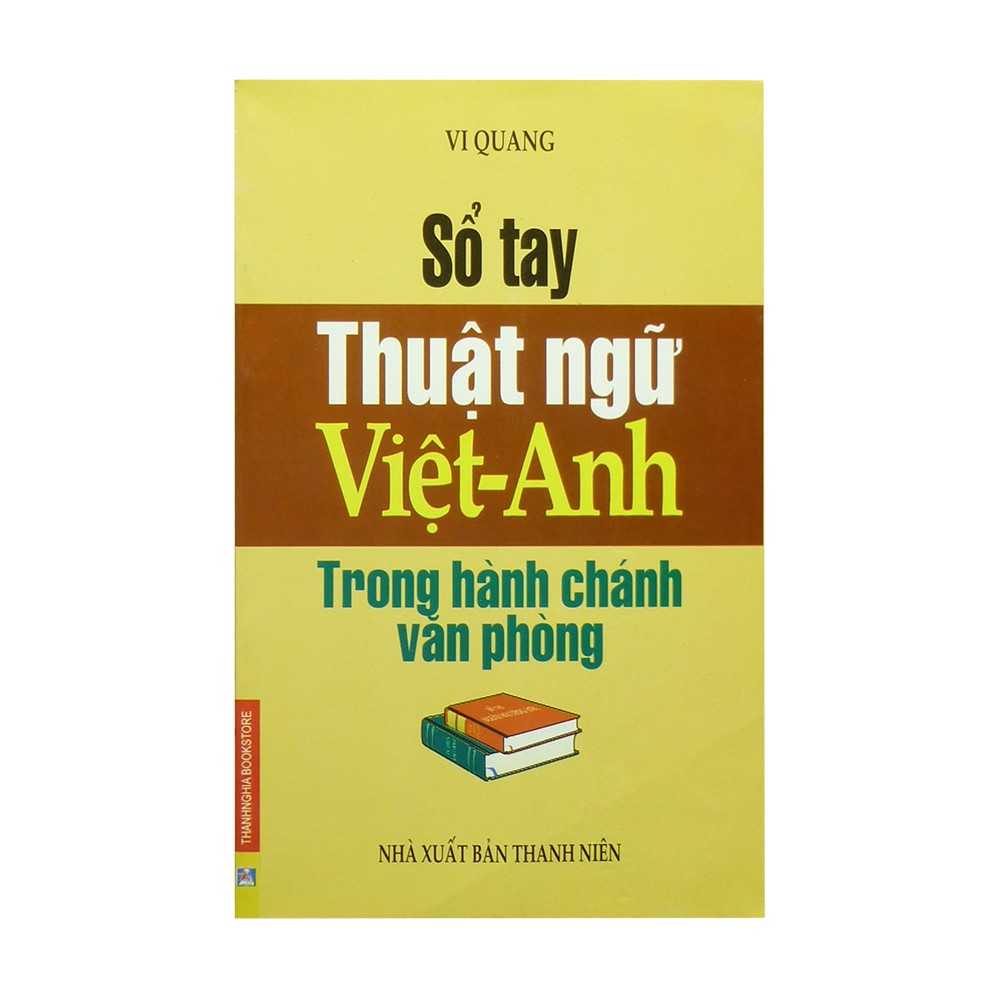 VI QUANG
Sổ tay
Thuật ngữ
Việt-Anh
Trong hành chánh
văn phòng
THANHNGHIA BOOKSTORE
NHÀ XUẤT BẢN THANH NIÊN